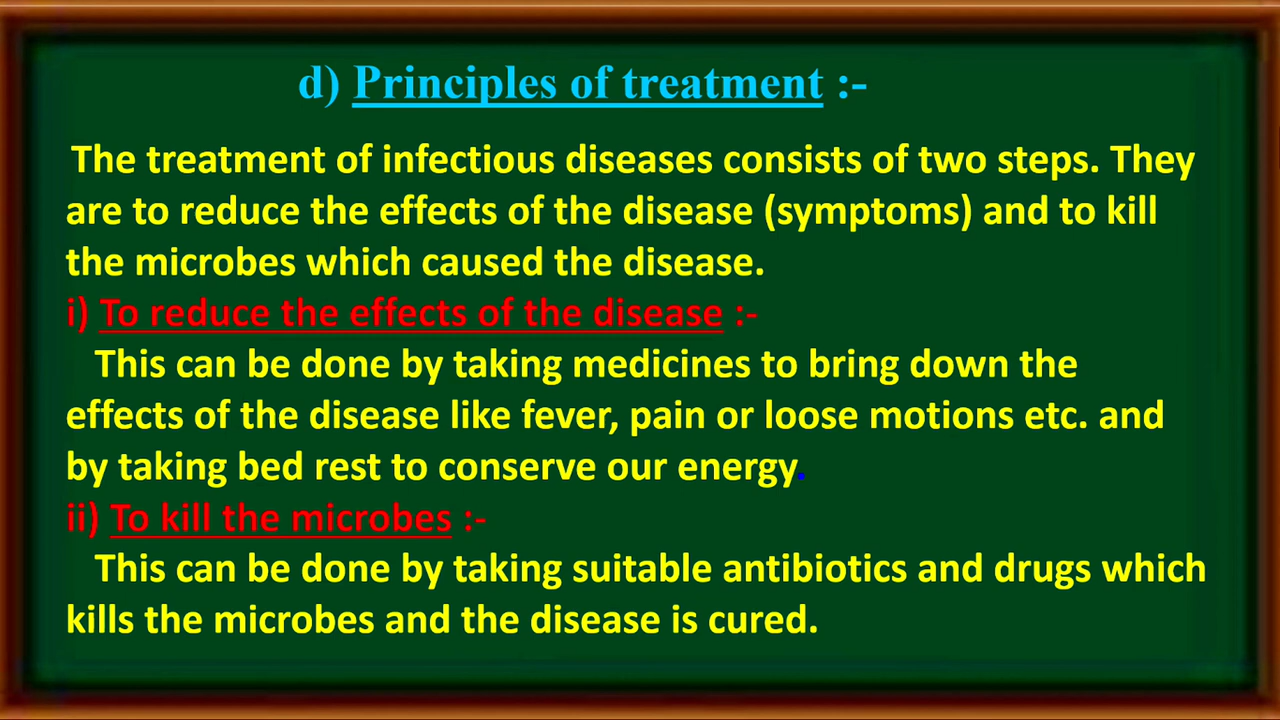 d) Principles of treatment :-
The treatment of infectious diseases consists of two steps. They
are to reduce the effects of the disease (symptoms) and to kill
the microbes which caused the disease.
i) To reduce the effects of the disease :-
This can be done by taking medicines to bring down the
effects of the disease like fever, pain or loose motions etc. and
by taking bed rest to conserve our energy.
ii) To kill the microbes :-
This can be done by taking suitable antibiotics and drugs which
kills the microbes and the disease is cured.